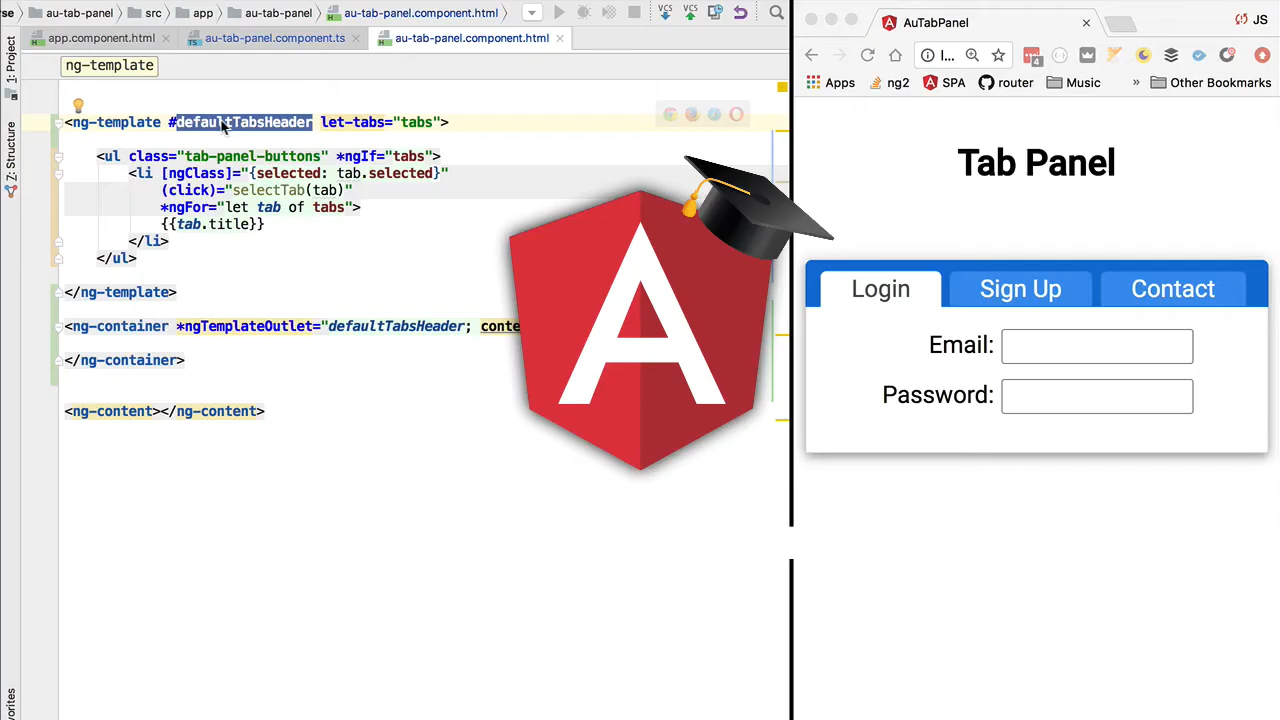 se
au-tab-panel
src
app
au-tab-panel
au-tab-panel.component.html
app.component.html
au-tab-panel.component.ts
au-tab-panel.component.html
1: Project
Z: Structure
vorites
ng-template
<ng-template #defaultTabsHeader let-tabs="tabs">
<ul class="tab-panel-buttons" *ngIf="tabs">
<li [ngClass]="{selected: tab.selected}"
(click)="selectTab(tab)"
*ngFor="let tab of tabs">
{{tab.title}}
</li>
</ul>
</ng-template>
<ng-container *ngTemplateOutlet="defaultTabsHeader; conte
</ng-container>
<ng-content></ng-content>
VCS
VCS
A
AuTabPanel
JS
I...
4
Apps
ng2
SPA
router
Music
»
Other Bookmarks
Tab Panel
Login
Sign Up
Contact
Email:
Password: